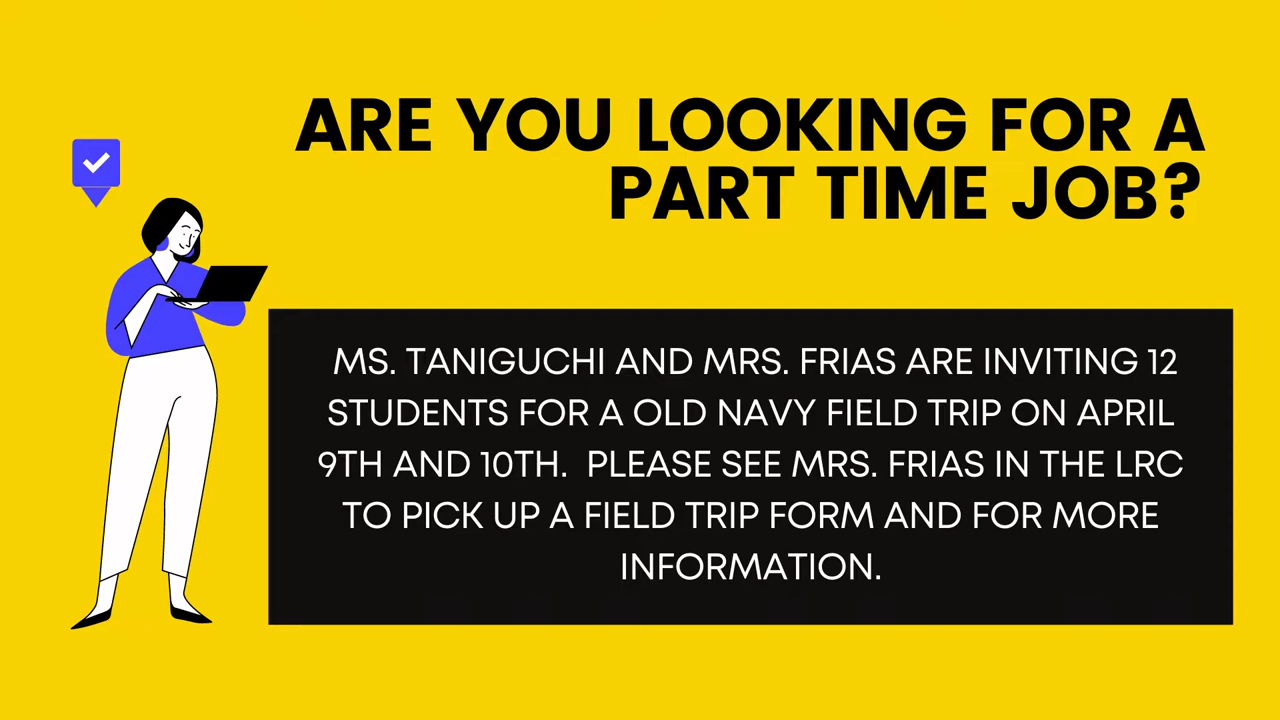 ARE YOU LOOKING FOR A
PART TIME JOB?
MS. TANIGUCHI AND MRS. FRIAS ARE INVITING 12
STUDENTS FOR A OLD NAVY FIELD TRIP ON APRIL
9TH AND 10TH.  PLEASE SEE MRS. FRIAS IN THE LRC
TO PICK UP A FIELD TRIP FORM AND FOR MORE
INFORMATION.